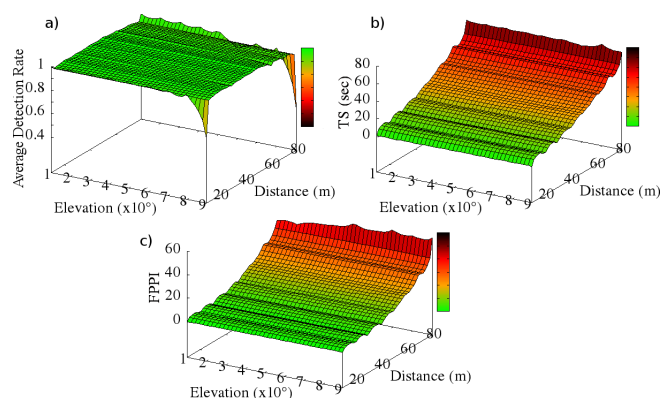 a)
Average Detection Rate
1
0.8
0.6
0.4
1 2 3 4 5 6 7 8 9
Elevation (x10°)
20 40 60 80
Distance (m)
b)
TS (sec)
80
60
40
20
0
1 2 3 4 5 6 7 8 9
Elevation (x10°)
20 40 60 80
Distance (m)
c)
FPPI
60
40
20
0
1 2 3 4 5 6 7 8 9
Elevation (x10°)
20 40 60 80
Distance (m)